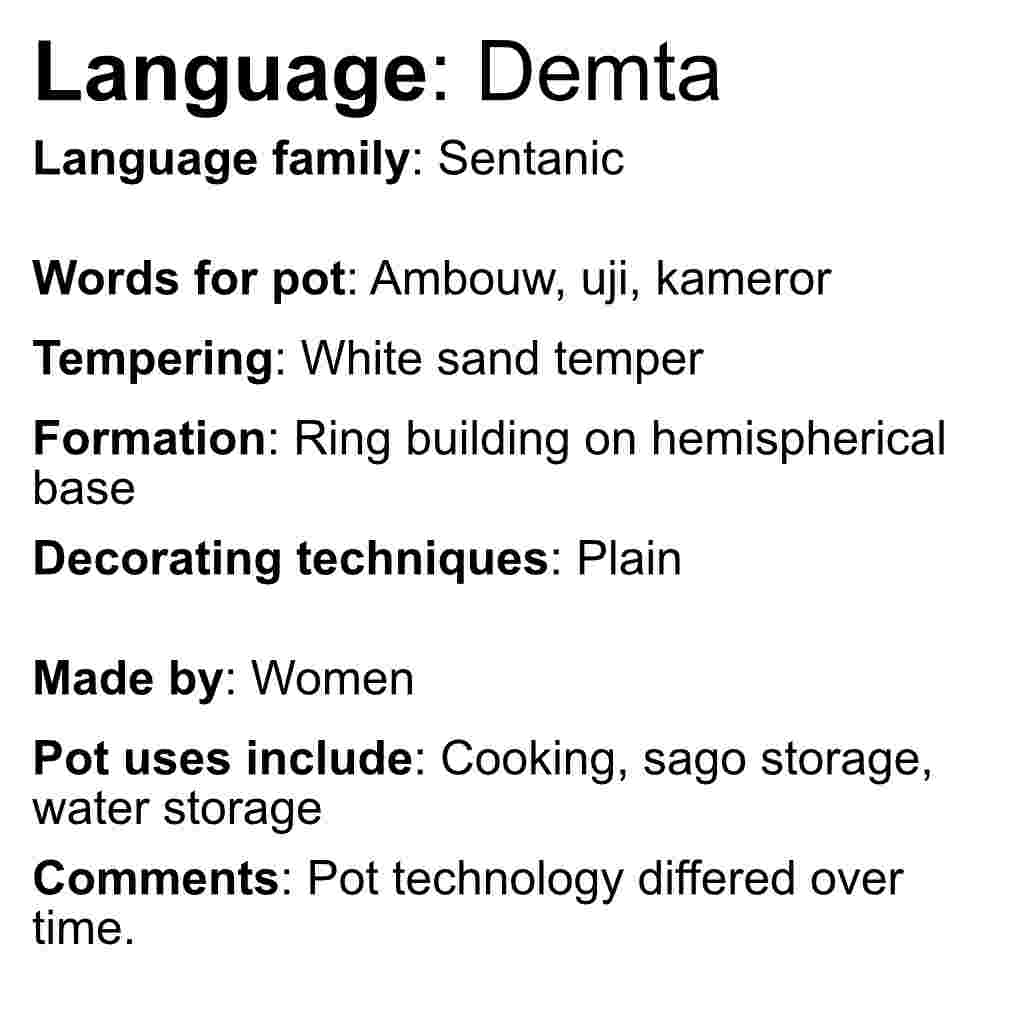 Language: Demta
Language family: Sentanic
Words for pot: Ambouw, uji, kameror
Tempering: White sand temper
Formation: Ring building on hemispherical
base
Decorating techniques: Plain
Made by: Women
Pot uses include: Cooking, sago storage,
water storage
Comments: Pot technology differed over
time.